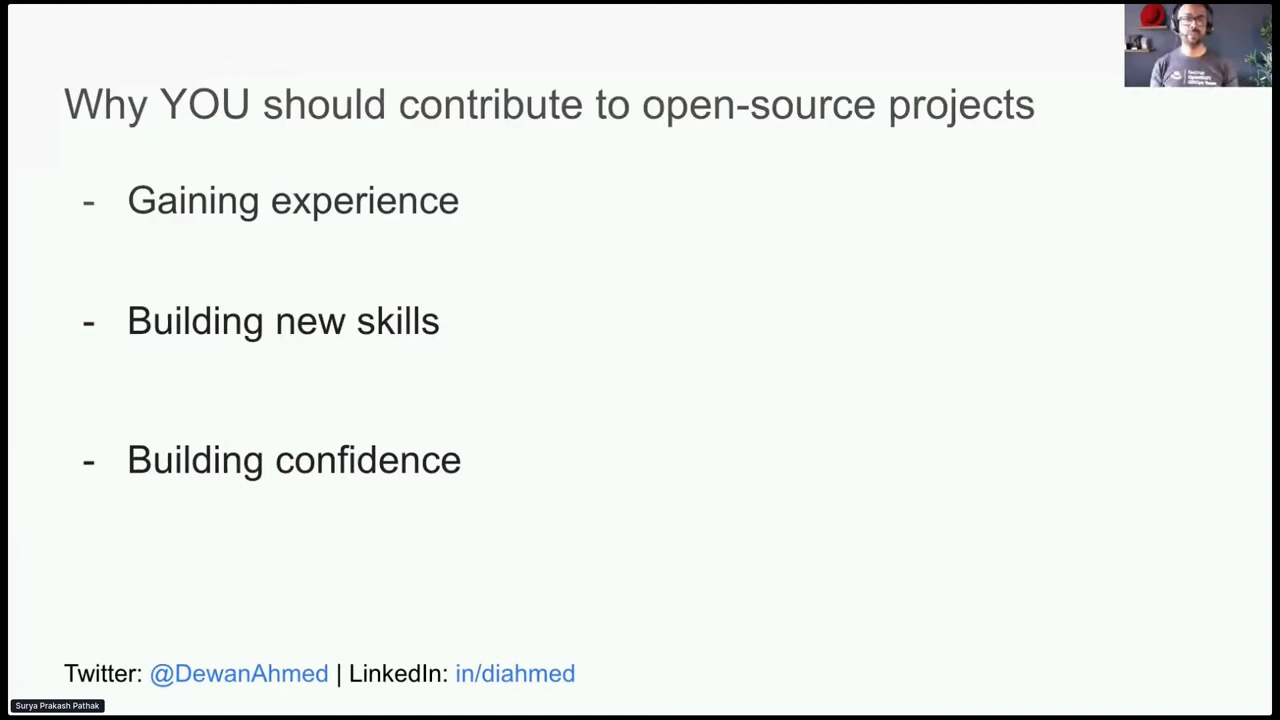 Why YOU should contribute to open-source projects
- Gaining experience
- Building new skills
- Building confidence
Twitter: @DewanAhmed | LinkedIn: in/diahmed
Surya Prakash Pathak